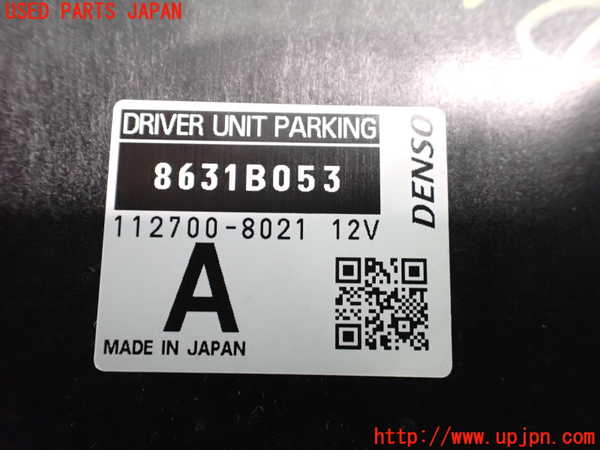 USED PARTS JAPAN
DRIVER UNIT PARKING
8631B053
112700-8021 12V
DENSO
A
MADE IN JAPAN
http://www.upjpn.com/